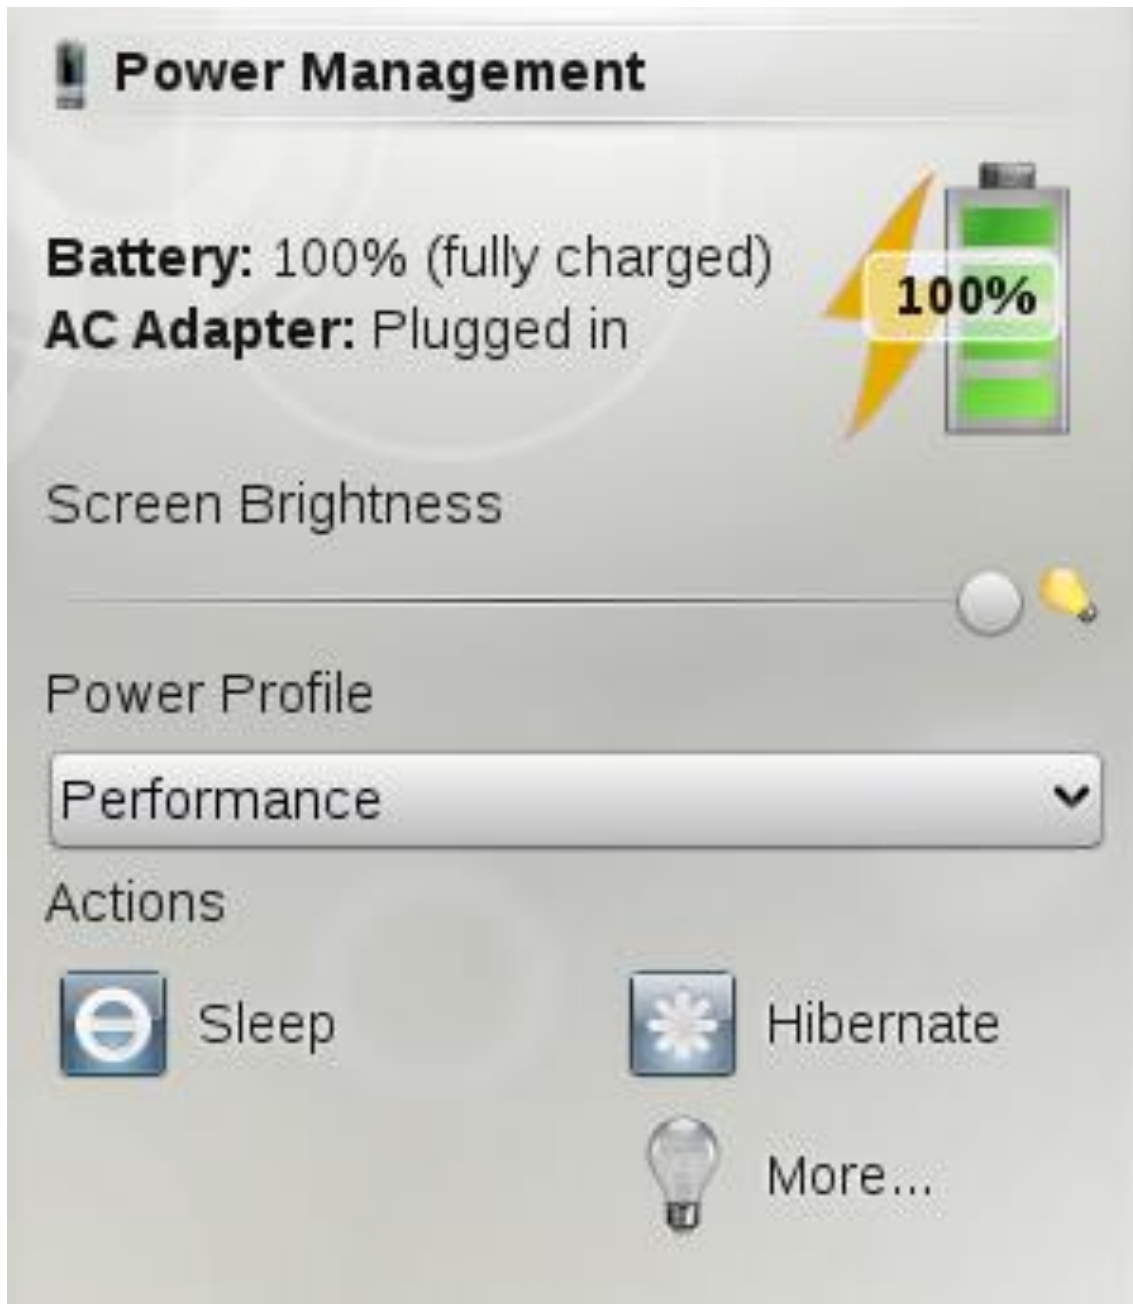 Power Management
Battery: 100% (fully charged)
AC Adapter: Plugged in
100%
Screen Brightness
Power Profile
Performance
Actions
Sleep
Hibernate
More...